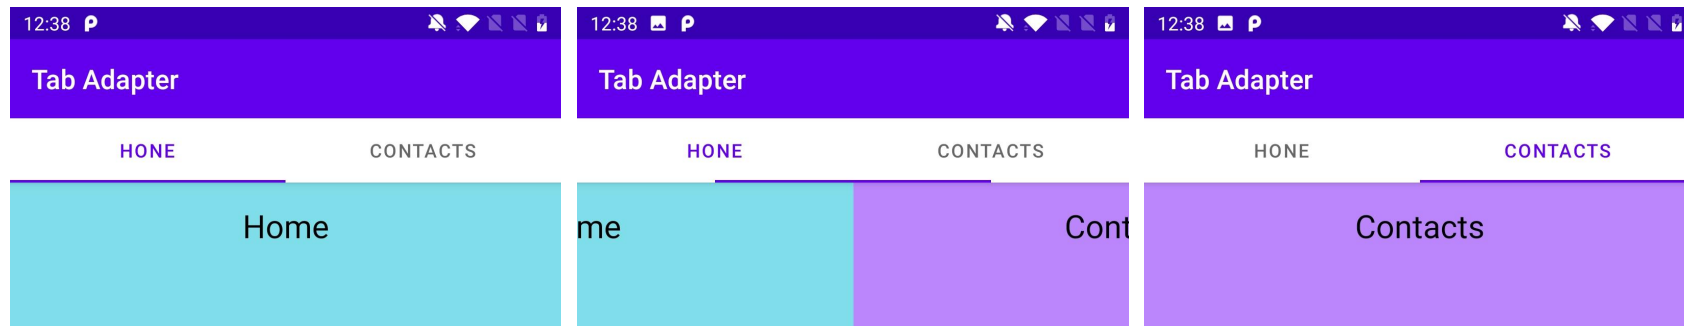 12:38
Tab Adapter
HONE CONTACTS
Home
12:38
Tab Adapter
HONE CONTACTS
me Cont
12:38
Tab Adapter
HONE CONTACTS
Contacts